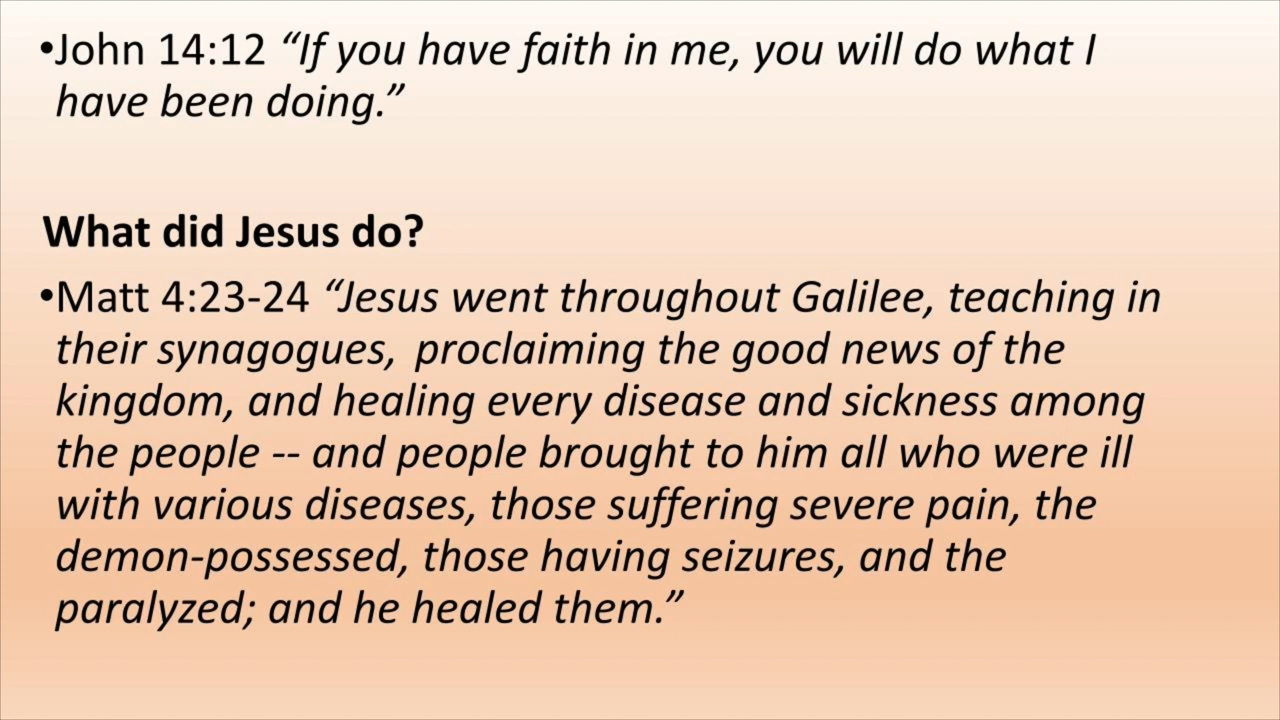 •John 14:12 “If you have faith in me, you will do what I
have been doing.”
What did Jesus do?
•Matt 4:23-24 “Jesus went throughout Galilee, teaching in
their synagogues, proclaiming the good news of the
kingdom, and healing every disease and sickness among
the people -- and people brought to him all who were ill
with various diseases, those suffering severe pain, the
demon-possessed, those having seizures, and the
paralyzed; and he healed them.”